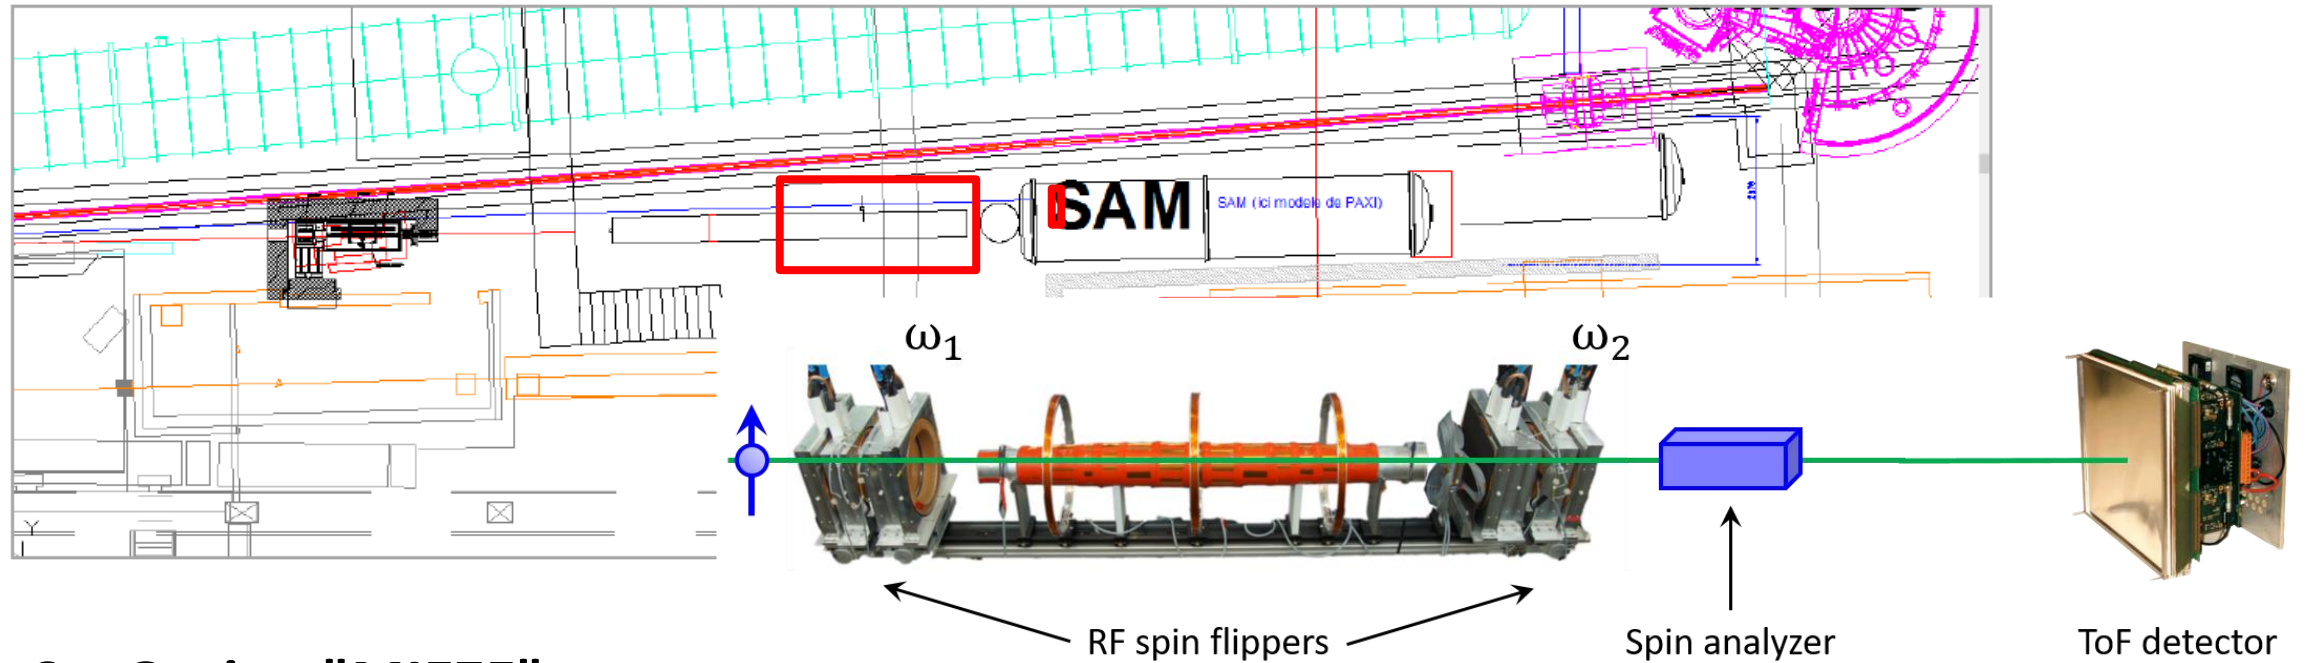 SAM
SAM (ici modele de PAXI)
Y
ω₁
ω₂
RF spin flippers
Spin analyzer
ToF detector